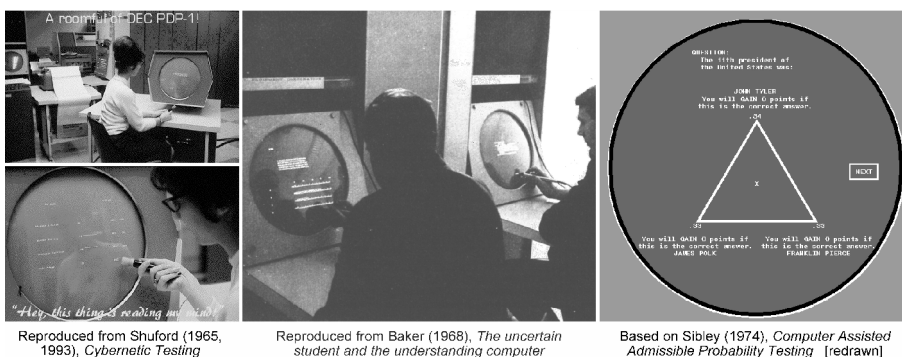 A roomful of DEC PDP-1!
"Hey, this thing is reading my mind!"
Reproduced from Shuford (1965,
1993), Cybernetic Testing
Reproduced from Baker (1968), The uncertain
student and the understanding computer
QUESTION:
The 11th president of
the United States was:
JOHN TYLER
You will GAIN 0 points if
this is the correct answer.
.34
X
NEXT
.33
.33
You will GAIN 0 points if
this is the correct answer.
JAMES POLK
You will GAIN 0 points if
this is the correct answer.
FRANKLIN PIERCE
Based on Sibley (1974), Computer Assisted
Admissible Probability Testing [redrawn]